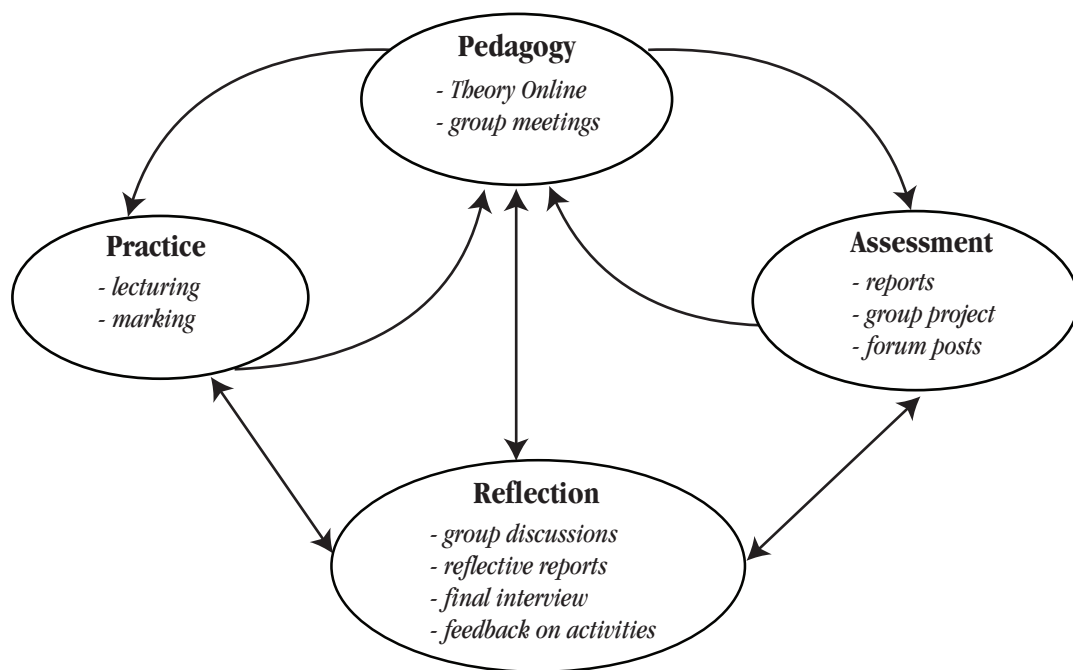 Pedagogy
- Theory Online
- group meetings
Practice
- lecturing
- marking
Assessment
- reports
- group project
- forum posts
Reflection
- group discussions
- reflective reports
- final interview
- feedback on activities